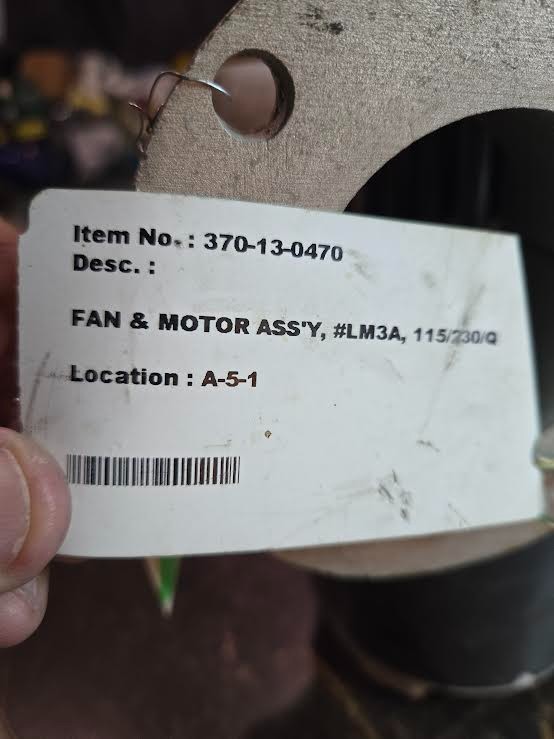 Item No. : 370-13-0470
Desc. :
FAN & MOTOR ASS'Y, #LM3A, 115/230/Q
Location : A-5-1